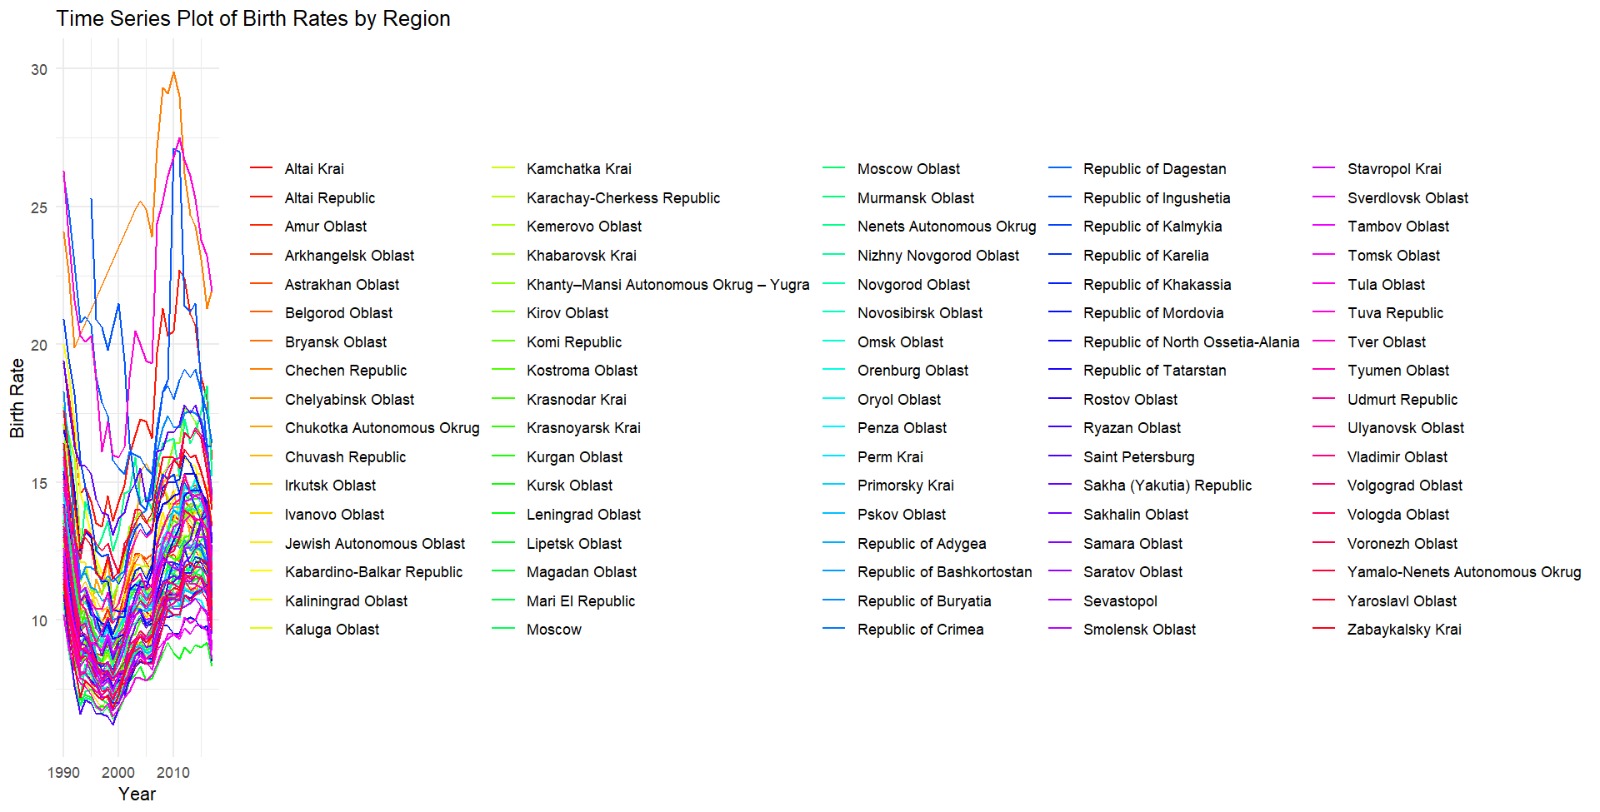 Time Series Plot of Birth Rates by Region
30
25
20
15
10
Birth Rate
1990 2000 2010
Year
Altai Krai
Altai Republic
Amur Oblast
Arkhangelsk Oblast
Astrakhan Oblast
Belgorod Oblast
Bryansk Oblast
Chechen Republic
Chelyabinsk Oblast
Chukotka Autonomous Okrug
Chuvash Republic
Irkutsk Oblast
Ivanovo Oblast
Jewish Autonomous Oblast
Kabardino-Balkar Republic
Kaliningrad Oblast
Kaluga Oblast
Kamchatka Krai
Karachay-Cherkess Republic
Kemerovo Oblast
Khabarovsk Krai
Khanty–Mansi Autonomous Okrug – Yugra
Kirov Oblast
Komi Republic
Kostroma Oblast
Krasnodar Krai
Krasnoyarsk Krai
Kurgan Oblast
Kursk Oblast
Leningrad Oblast
Lipetsk Oblast
Magadan Oblast
Mari El Republic
Moscow
Moscow Oblast
Murmansk Oblast
Nenets Autonomous Okrug
Nizhny Novgorod Oblast
Novgorod Oblast
Novosibirsk Oblast
Omsk Oblast
Orenburg Oblast
Oryol Oblast
Penza Oblast
Perm Krai
Primorsky Krai
Pskov Oblast
Republic of Adygea
Republic of Bashkortostan
Republic of Buryatia
Republic of Crimea
Republic of Dagestan
Republic of Ingushetia
Republic of Kalmykia
Republic of Karelia
Republic of Khakassia
Republic of Mordovia
Republic of North Ossetia-Alania
Republic of Tatarstan
Rostov Oblast
Ryazan Oblast
Saint Petersburg
Sakha (Yakutia) Republic
Sakhalin Oblast
Samara Oblast
Saratov Oblast
Sevastopol
Smolensk Oblast
Stavropol Krai
Sverdlovsk Oblast
Tambov Oblast
Tomsk Oblast
Tula Oblast
Tuva Republic
Tver Oblast
Tyumen Oblast
Udmurt Republic
Ulyanovsk Oblast
Vladimir Oblast
Volgograd Oblast
Vologda Oblast
Voronezh Oblast
Yamalo-Nenets Autonomous Okrug
Yaroslavl Oblast
Zabaykalsky Krai